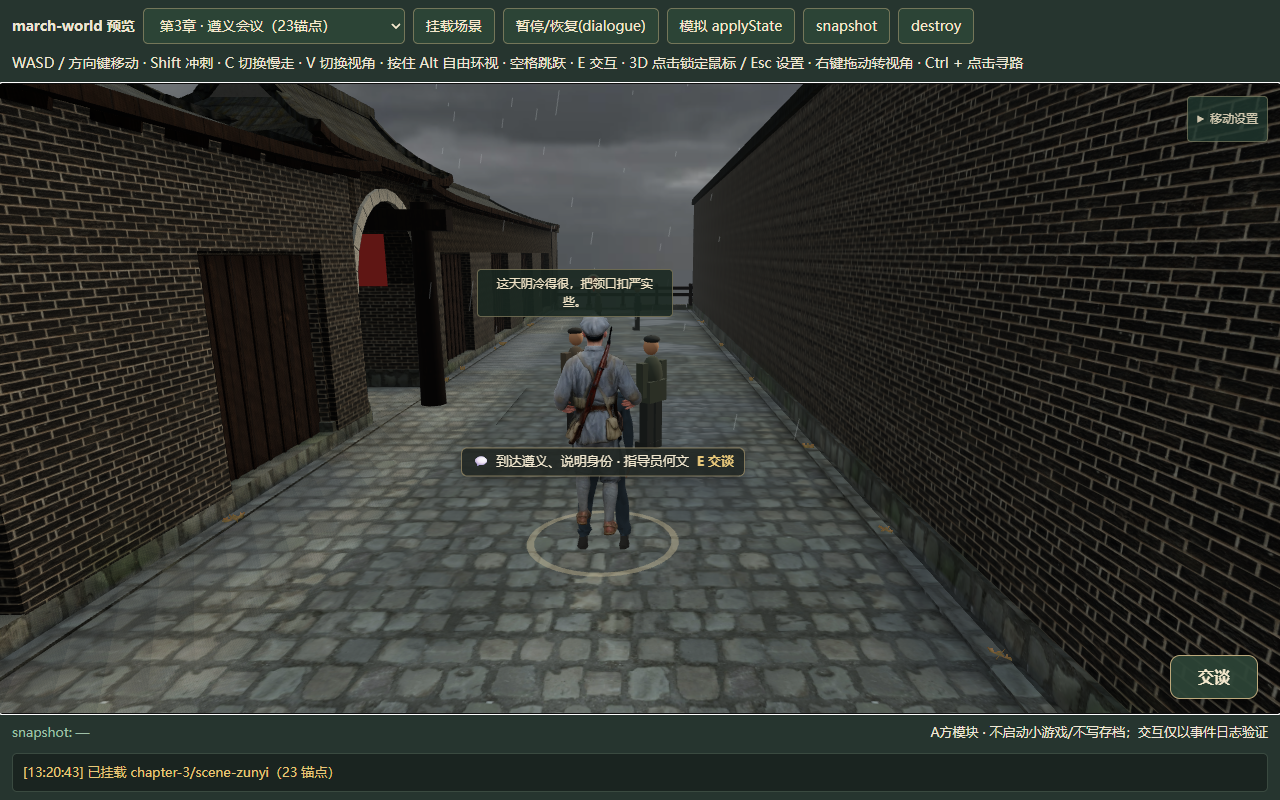 march-world 预览
第3章 · 遵义会议（23锚点）
挂载场景
暂停/恢复(dialogue)
模拟 applyState
snapshot
destroy
WASD / 方向键移动 · Shift 冲刺 · C 切换慢走 · V 切换视角 · 按住 Alt 自由环视 · 空格跳跃 · E 交互 · 3D 点击锁定鼠标 / Esc 设置 · 右键拖动转视角 · Ctrl + 点击寻路
▸ 移动设置
这天阴冷得很，把领口扣严实
些。
到达遵义、说明身份 · 指导员何文 E 交谈
交谈
snapshot: —
A方模块 · 不启动小游戏/不写存档；交互仅以事件日志验证
[13:20:43] 已挂载 chapter-3/scene-zunyi（23 锚点）